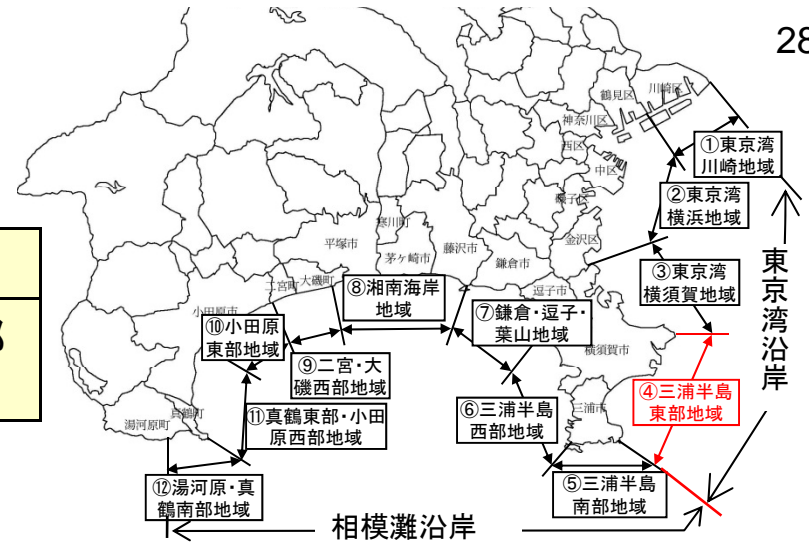 28
鶴見区
川崎区
神奈川区
西区
中区
磯子区
金沢区
①東京湾
川崎地域
②東京湾
横浜地域
③東京湾
横須賀地域
④三浦半島
東部地域
東京湾沿岸
寒川町
平塚市
茅ヶ崎市
藤沢市
鎌倉市
逗子市
二宮町
大磯町
小田原市
横須賀市
三浦市
真鶴町
湯河原町
⑧湘南海岸
地域
⑦鎌倉・逗子・
葉山地域
⑩小田原
東部地域
⑨二宮・大
磯西部地域
⑪真鶴東部・小田
原西部地域
⑥三浦半島
西部地域
⑤三浦半島
南部地域
⑫湯河原・真
鶴南部地域
相模灘沿岸